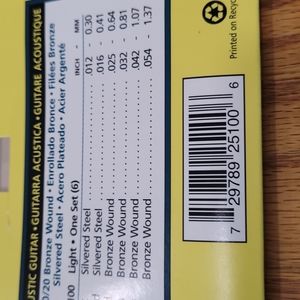 USTIC GUITAR • GUITARRA ACUSTICA • GUITARE ACOUSTIQUE
0/20 Bronze Wound • Enrollado Bronce • Filées Bronze
Silvered Steel • Acero Plateado • Acier Argenté
00 Light • One Set (6) INCH – MM
Silvered Steel .012 – 0.30
Silvered Steel .016 – 0.41
Bronze Wound .025 – 0.64
Bronze Wound .032 – 0.81
Bronze Wound .042 – 1.07
Bronze Wound .054 – 1.37
7 29789 25100 6
Printed on Recyc